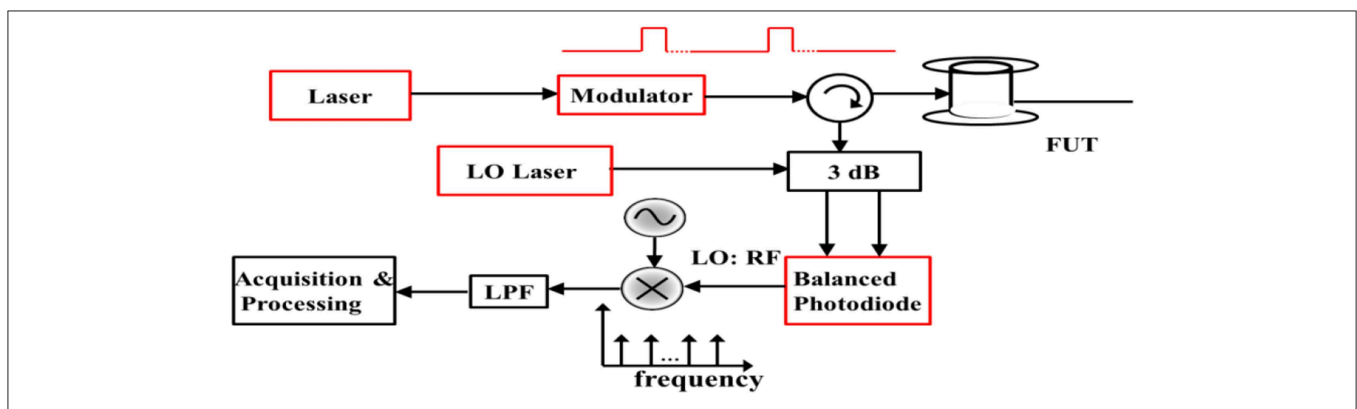 Laser
Modulator
FUT
LO Laser
3 dB
LO: RF
Balanced
Photodiode
Acquisition &
Processing
LPF
...
frequency